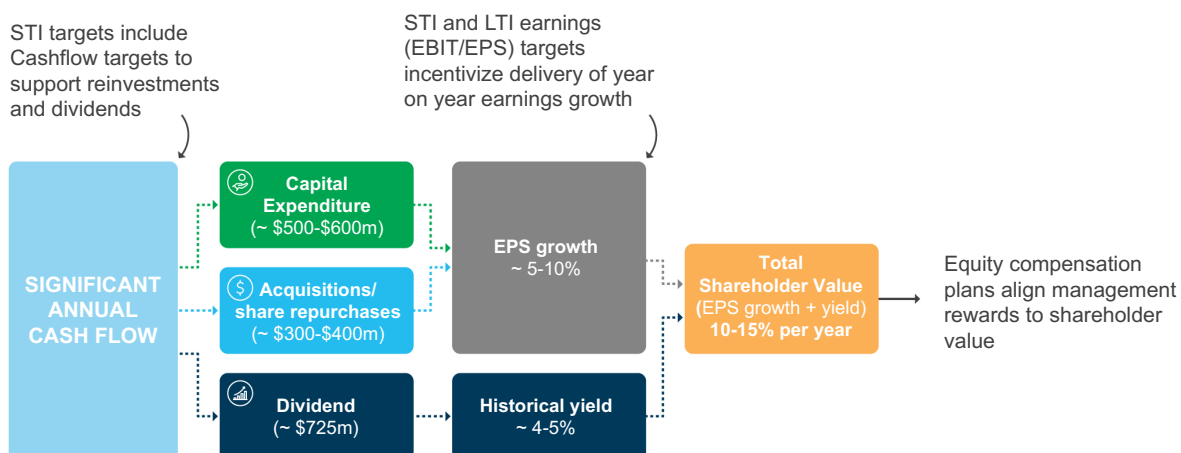 STI targets include
Cashflow targets to
support reinvestments
and dividends
STI and LTI earnings
(EBIT/EPS) targets
incentivize delivery of year
on year earnings growth
SIGNIFICANT
ANNUAL
CASH FLOW
Capital
Expenditure
(~ $500-$600m)
$
Acquisitions/
share repurchases
(~ $300-$400m)
Dividend
(~ $725m)
EPS growth
~ 5-10%
Historical yield
~ 4-5%
Total
Shareholder Value
(EPS growth + yield)
10-15% per year
Equity compensation
plans align management
rewards to shareholder
value